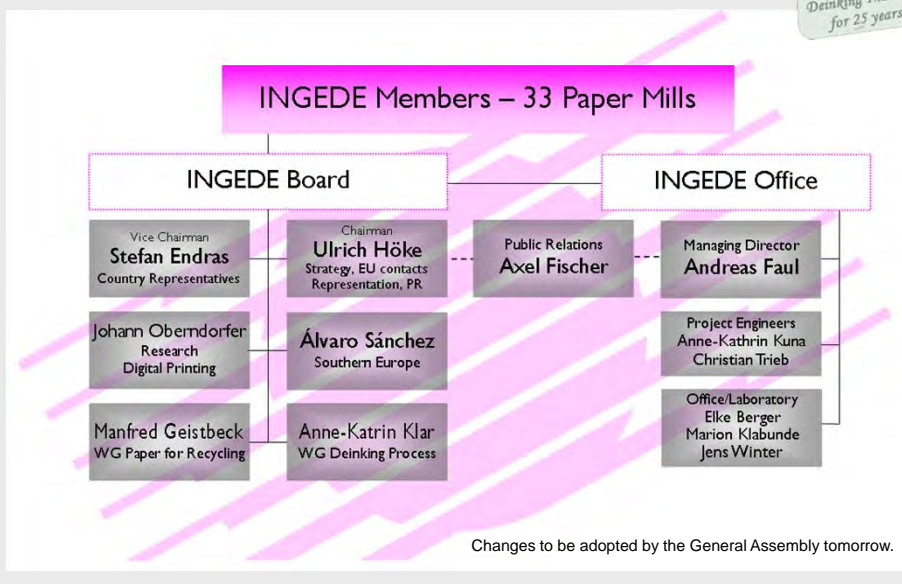 Deinking
for 25 years
INGEDE Members – 33 Paper Mills
INGEDE Board
INGEDE Office
Vice Chairman
Stefan Endras
Country Representatives
Chairman
Ulrich Höke
Strategy, EU contacts
Representation, PR
Public Relations
Axel Fischer
Managing Director
Andreas Faul
Johann Oberndorfer
Research
Digital Printing
Álvaro Sánchez
Southern Europe
Project Engineers
Anne-Kathrin Kuna
Christian Trieb
Manfred Geistbeck
WG Paper for Recycling
Anne-Katrin Klar
WG Deinking Process
Office/Laboratory
Elke Berger
Marion Klabunde
Jens Winter
Changes to be adopted by the General Assembly tomorrow.